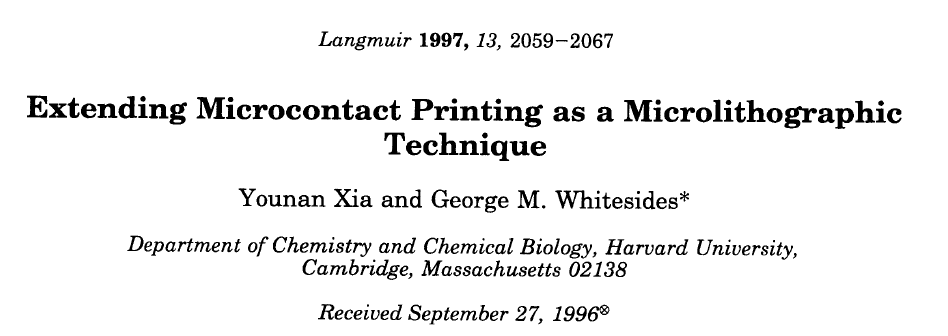 Langmuir 1997, 13, 2059−2067
Extending Microcontact Printing as a Microlithographic
Technique
Younan Xia and George M. Whitesides*
Department of Chemistry and Chemical Biology, Harvard University,
Cambridge, Massachusetts 02138
Received September 27, 1996⊗